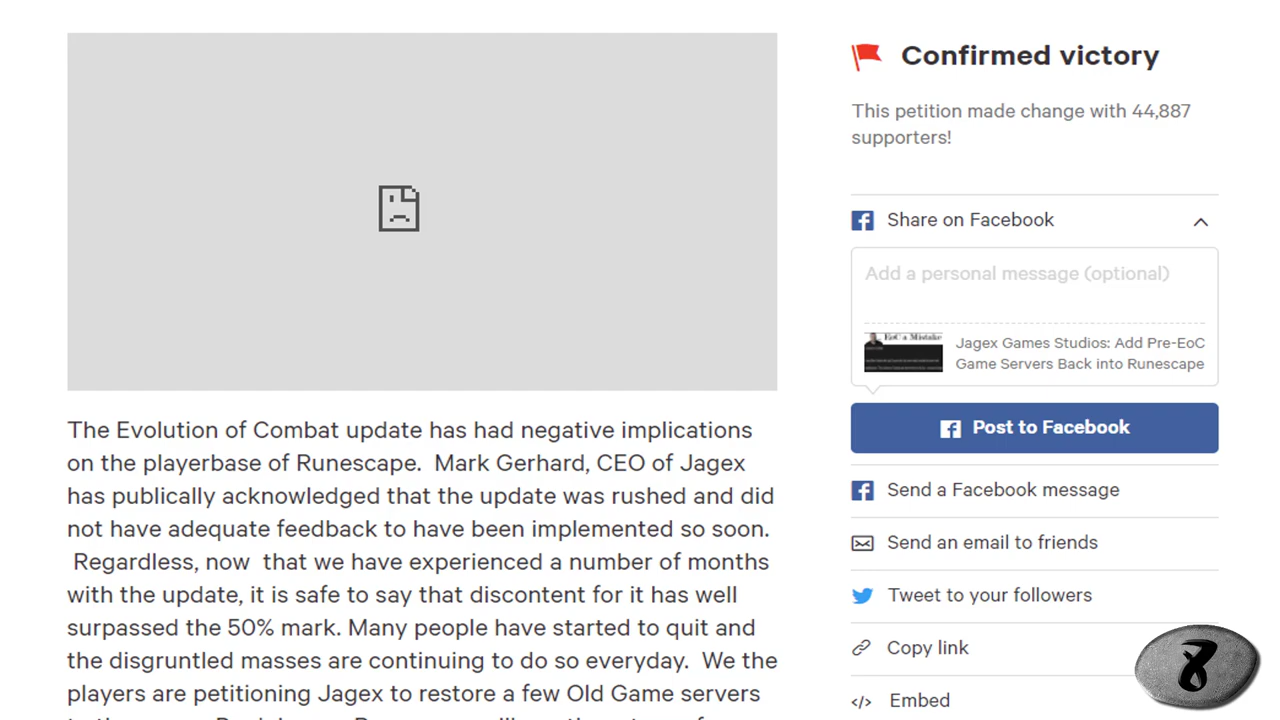 Confirmed victory
This petition made change with 44,887
supporters!
Share on Facebook
Add a personal message (optional)
EoC a Mistake
Jagex Games Studios: Add Pre-EoC
Game Servers Back into Runescape
Post to Facebook
Send a Facebook message
Send an email to friends
Tweet to your followers
Copy link
Embed
The Evolution of Combat update has had negative implications
on the playerbase of Runescape.  Mark Gerhard, CEO of Jagex
has publically acknowledged that the update was rushed and did
not have adequate feedback to have been implemented so soon.
Regardless, now  that we have experienced a number of months
with the update, it is safe to say that discontent for it has well
surpassed the 50% mark. Many people have started to quit and
the disgruntled masses are continuing to do so everyday.  We the
players are petitioning Jagex to restore a few Old Game servers
8